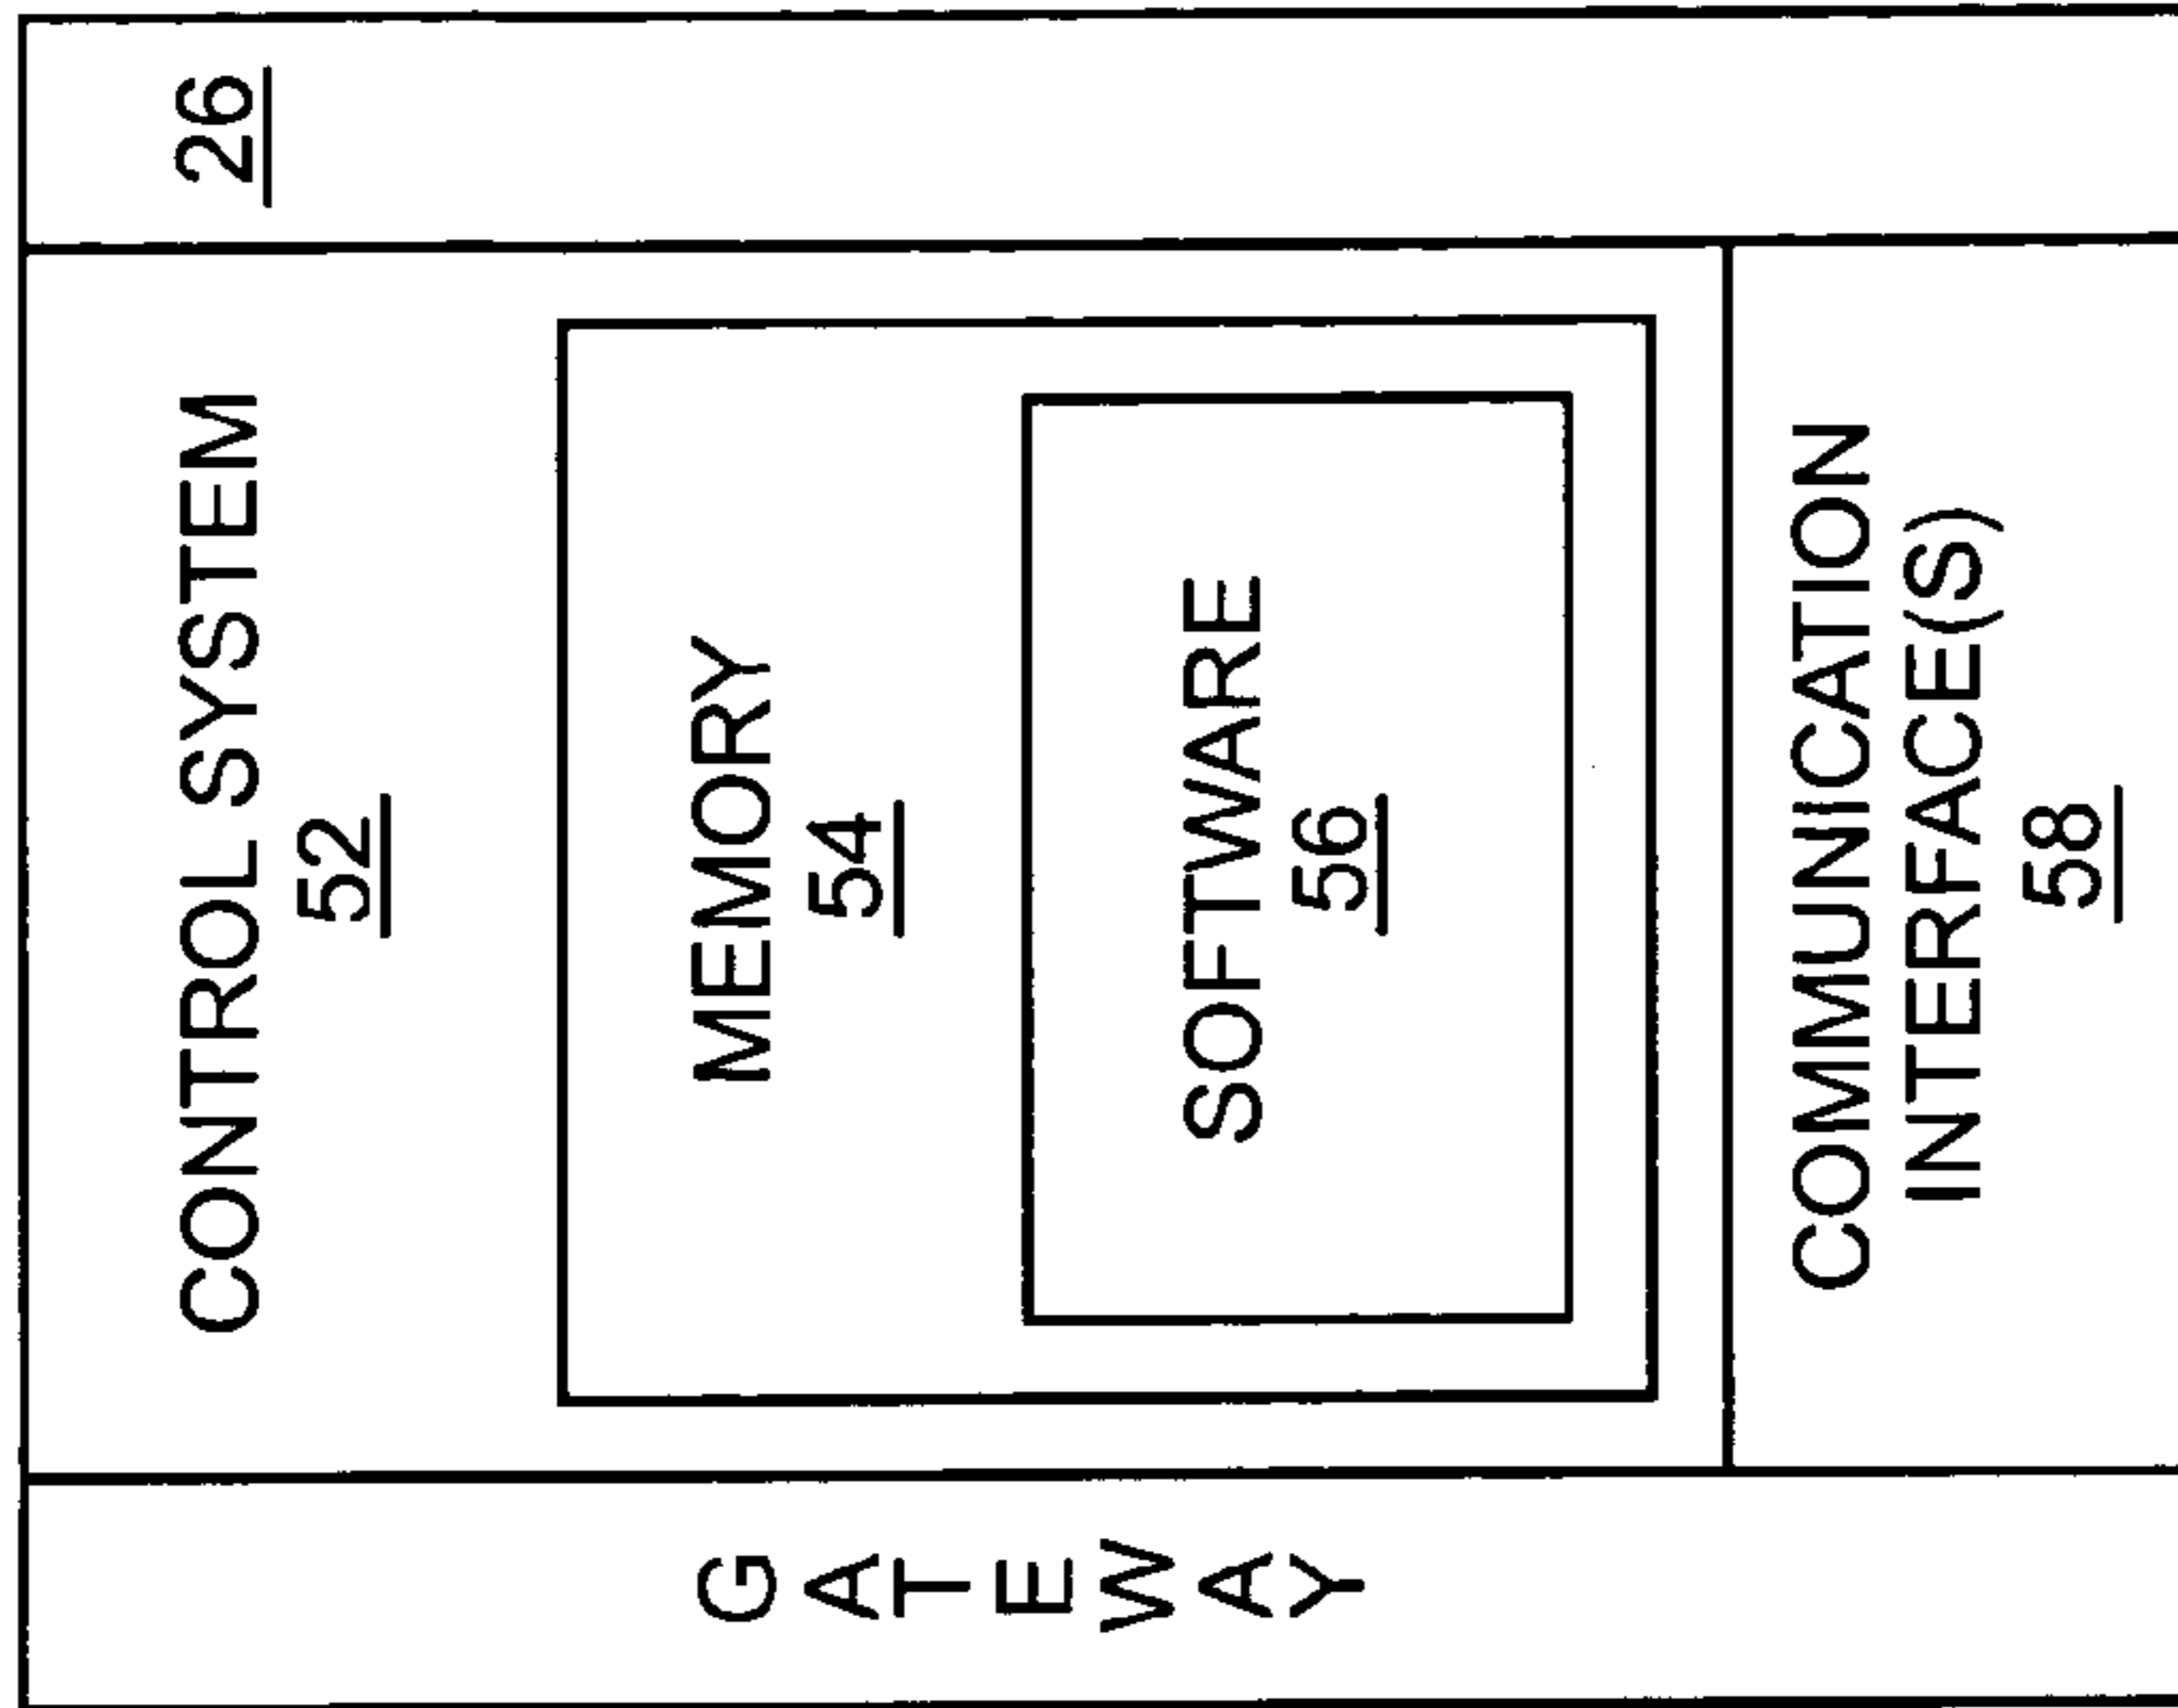 GATEWAY
CONTROL SYSTEM
52
MEMORY
54
SOFTWARE
56
COMMUNICATION
INTERFACE(S)
58
26